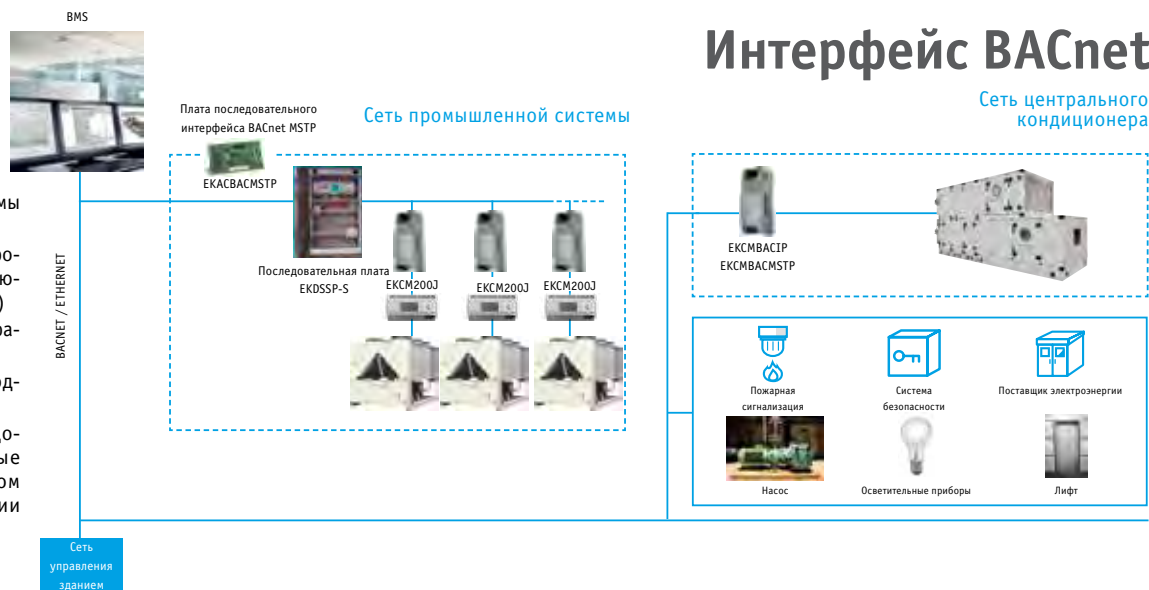 BMS
Интерфейс BACnet
Сеть центрального
кондиционера
Плата последовательного
интерфейса BACnet MSTP
Сеть промышленной системы
EKACBACMSTP
Последовательная плата
EKDSSP-S
EKCM200J
EKCM200J
EKCM200J
EKCMBACIP
EKCMBACMSTP
BACNET / ETHERNET
Пожарная
сигнализация
Система
безопасности
Поставщик электроэнергии
Насос
Осветительные приборы
Лифт
Сеть
управления
зданием